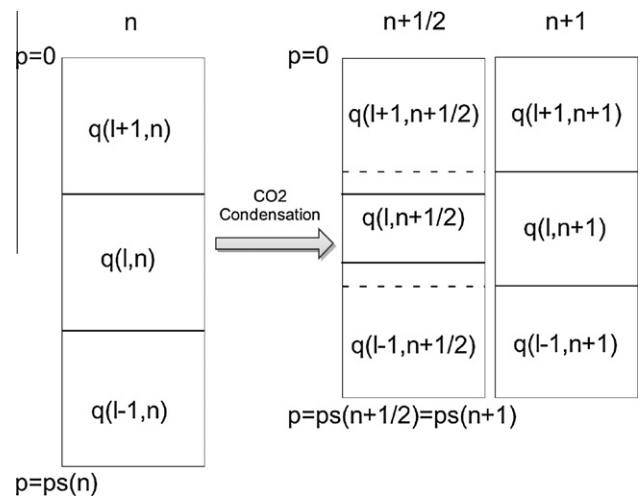 n
n+1/2
n+1
p=0
p=0
q(l+1,n)
q(l+1,n+1/2)
q(l+1,n+1)
CO2
Condensation
q(l,n)
q(l,n+1/2)
q(l,n+1)
q(l-1,n)
q(l-1,n+1/2)
q(l-1,n+1)
p=ps(n+1/2)=ps(n+1)
p=ps(n)